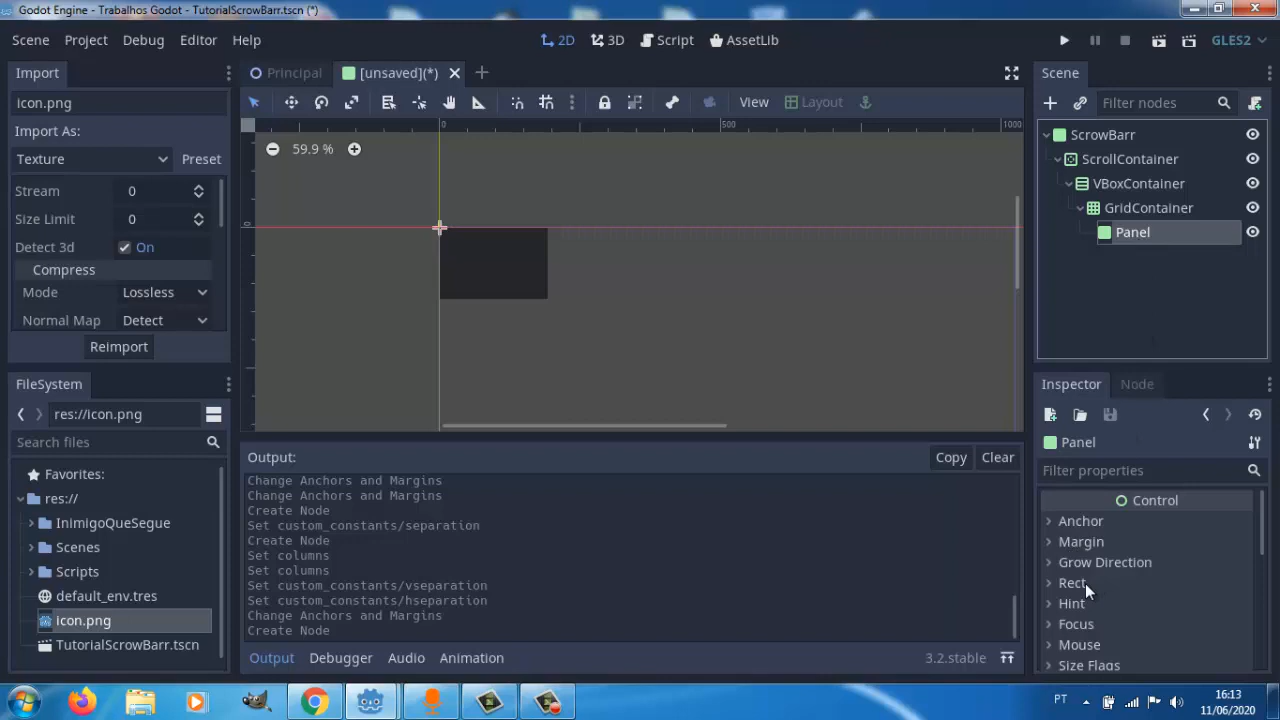 Godot Engine - Trabalhos Godot - TutorialScrowBarr.tscn (*)
Scene Project Debug Editor Help
2D 3D Script AssetLib
GLES2
Import
icon.png
Import As:
Texture Preset
Stream 0
Size Limit 0
Detect 3d On
Compress
Mode Lossless
Normal Map Detect
Reimport
FileSystem
res://icon.png
Search files
Favorites:
res://
InimigoQueSegue
Scenes
Scripts
default_env.tres
icon.png
TutorialScrowBarr.tscn
Principal [unsaved](*)
View Layout
0 500 1000
0
59.9 %
Output:
Copy Clear
Change Anchors and Margins
Change Anchors and Margins
Create Node
Set custom_constants/separation
Create Node
Set columns
Set columns
Set custom_constants/vseparation
Set custom_constants/hseparation
Change Anchors and Margins
Create Node
Output Debugger Audio Animation 3.2.stable
Scene
Filter nodes
ScrowBarr
ScrollContainer
VBoxContainer
GridContainer
Panel
Inspector Node
Panel
Filter properties
Control
Anchor
Margin
Grow Direction
Rect
Hint
Focus
Mouse
Size Flags
PT
16:13
11/06/2020